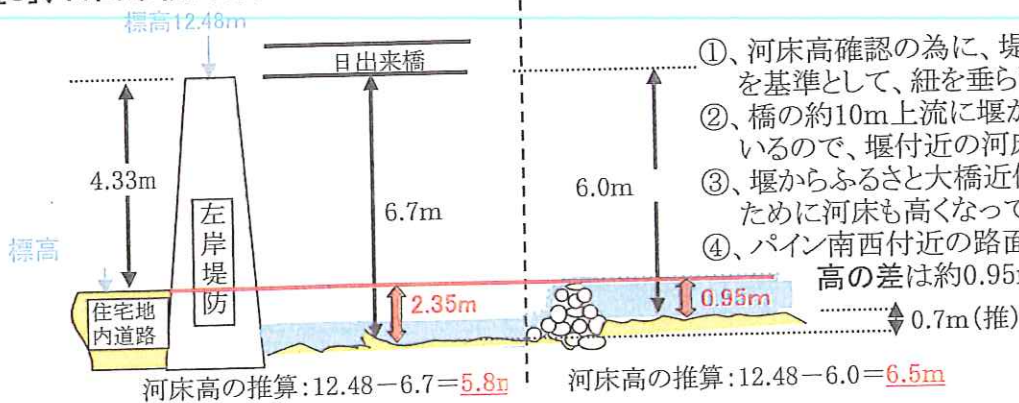 標高12.48m
日出来橋
4.33m
6.7m
6.0m
標高
左岸堤防
住宅地
内道路
2.35m
0.95m
0.7m(推)
河床高の推算:12.48-6.7=5.8m
河床高の推算:12.48-6.0=6.5m
①、河床高確認の為に、堤
を基準として、紐を垂ら
②、橋の約10m上流に堰が
いるので、堰付近の河床
③、堰からふるさと大橋近
ために河床も高くなって
④、パイン南西付近の路面
高の差は約0.95m